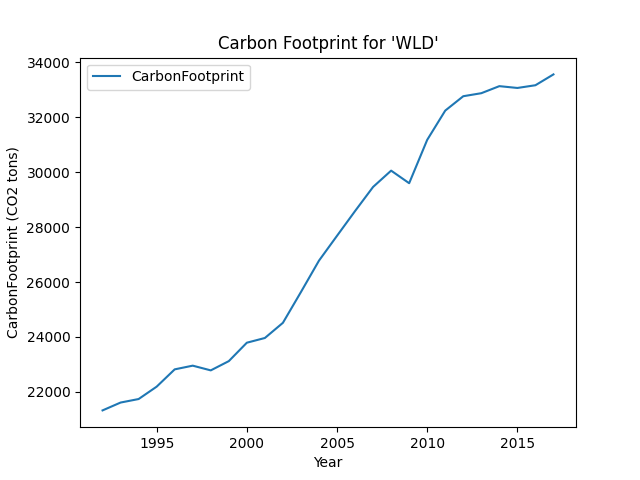 Carbon Footprint for 'WLD'
CarbonFootprint
CarbonFootprint (CO2 tons)
34000
32000
30000
28000
26000
24000
22000
1995 2000 2005 2010 2015
Year